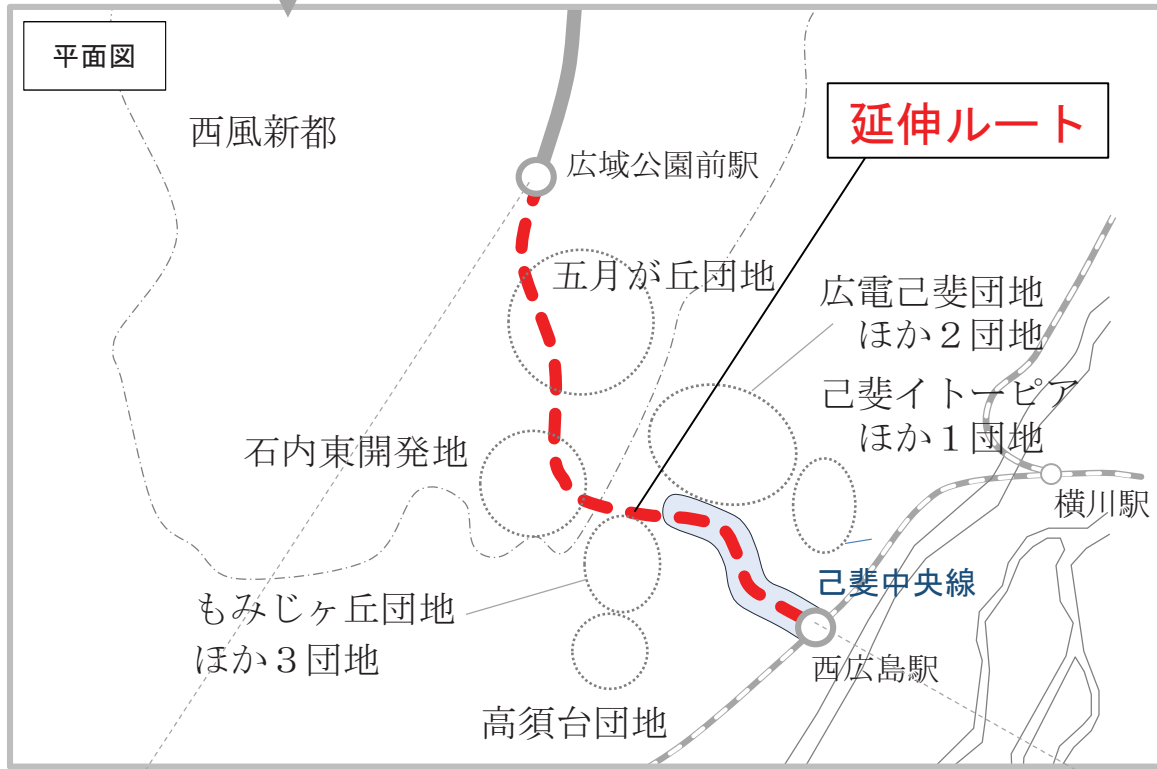 平面図
西風新都
延伸ルート
広域公園前駅
五月が丘団地
広電己斐団地
ほか２団地
己斐イトーピア
ほか１団地
石内東開発地
横川駅
己斐中央線
もみじヶ丘団地
ほか３団地
西広島駅
高須台団地